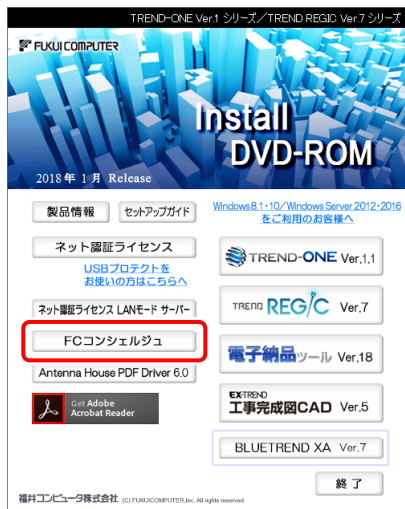 TREND-ONE Ver.1 シリーズ／TREND REGIC Ver.7 シリーズ
FUKUI COMPUTER
Install
DVD-ROM
2018年 1月 Release
製品情報
セットアップガイド
Windows8.1・10／Windows Server 2012・2016
をご利用のお客様へ
ネット認証ライセンス
USBプロテクトを
お使いの方はこちらへ
TREND-ONE Ver.1.1
ネット認証ライセンス LANモード サーバー
TREND REGIC Ver.7
FCコンシェルジュ
電子納品ツール Ver.18
Antenna House PDF Driver 6.0
Get Adobe
Acrobat Reader
EX-TREND
工事完成図CAD Ver.5
BLUETREND XA Ver.7
終了
福井コンピュータ株式会社 (C) FUKUICOMPUTER,Inc. All rights reserved.